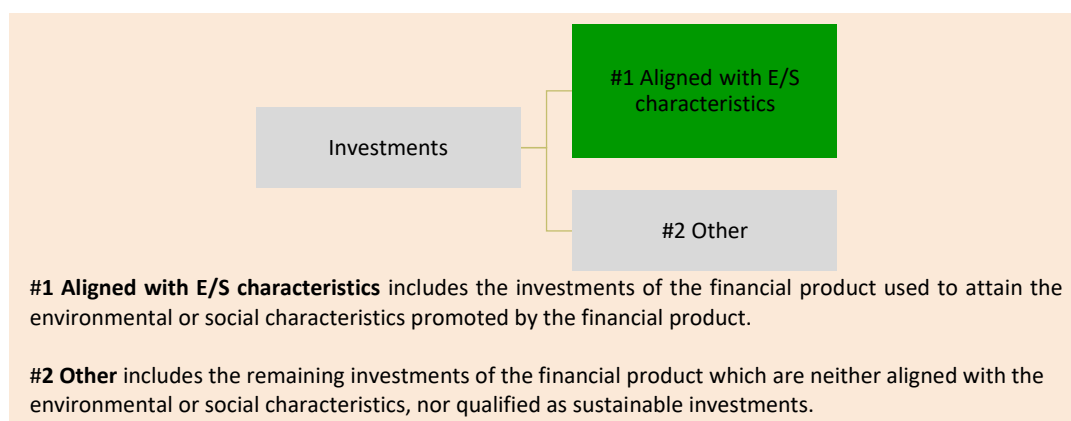 #1 Aligned with E/S
characteristics
Investments
#2 Other
#1 Aligned with E/S characteristics includes the investments of the financial product used to attain the
environmental or social characteristics promoted by the financial product.
#2 Other includes the remaining investments of the financial product which are neither aligned with the
environmental or social characteristics, nor qualified as sustainable investments.